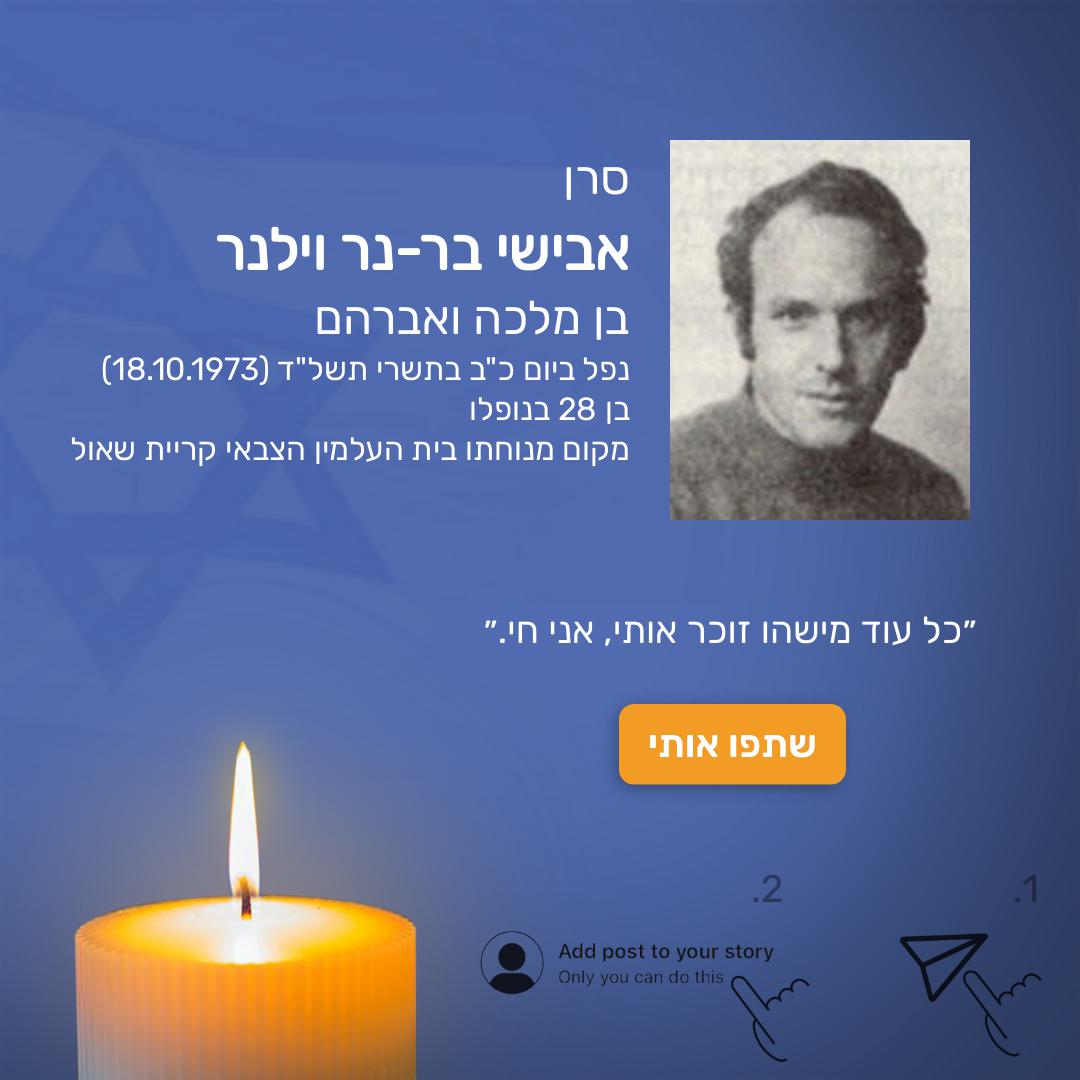 סרן
אבישי בר-נר וילנר
בן מלכה ואברהם
נפל ביום כ"ב בתשרי תשל"ד (18.10.1973)
בן 28 בנופלו
מקום מנוחתו בית העלמין הצבאי קריית שאול
״כל עוד מישהו זוכר אותי, אני חי.״
שתפו אותי
1.
2.
Add post to your story
Only you can do this